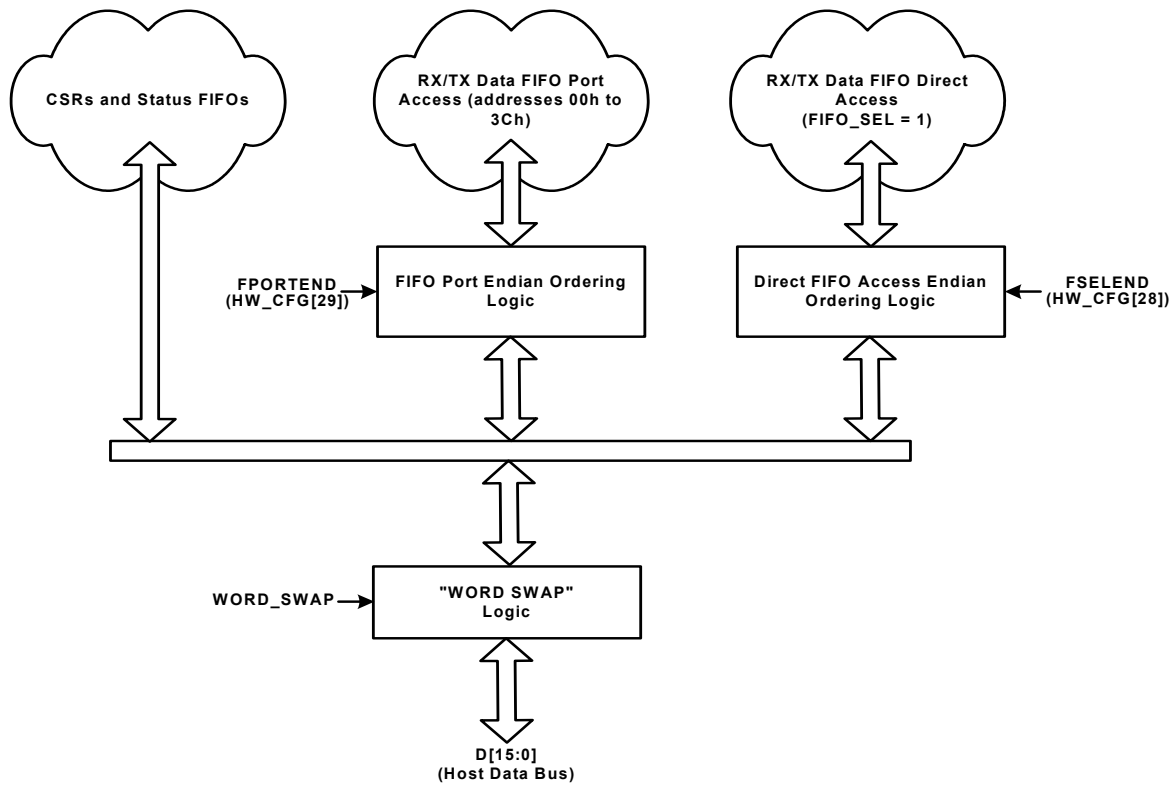 CSRs and Status FIFOs
RX/TX Data FIFO Port
Access (addresses 00h to
3Ch)
RX/TX Data FIFO Direct
Access
(FIFO_SEL = 1)
FPORTEND
(HW_CFG[29])
FIFO Port Endian Ordering
Logic
Direct FIFO Access Endian
Ordering Logic
FSELEND
(HW_CFG[28])
WORD_SWAP
"WORD SWAP"
Logic
D[15:0]
(Host Data Bus)